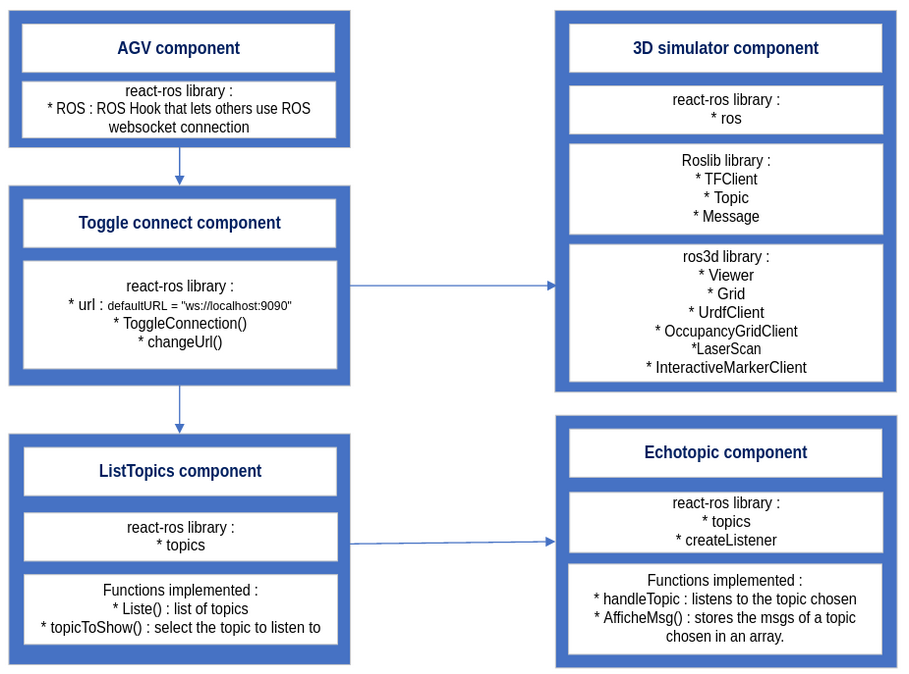 AGV component
react-ros library :
* ROS : ROS Hook that lets others use ROS
websocket connection
Toggle connect component
react-ros library :
* url : defaultURL = "ws://localhost:9090"
* ToggleConnection()
* changeUrl()
ListTopics component
react-ros library :
* topics
Functions implemented :
* Liste() : list of topics
* topicToShow() : select the topic to listen to
3D simulator component
react-ros library :
* ros
Roslib library :
* TFClient
* Topic
* Message
ros3d library :
* Viewer
* Grid
* UrdfClient
* OccupancyGridClient
*LaserScan
* InteractiveMarkerClient
Echotopic component
react-ros library :
* topics
* createListener
Functions implemented :
* handleTopic : listens to the topic chosen
* AfficheMsg() : stores the msgs of a topic
chosen in an array.